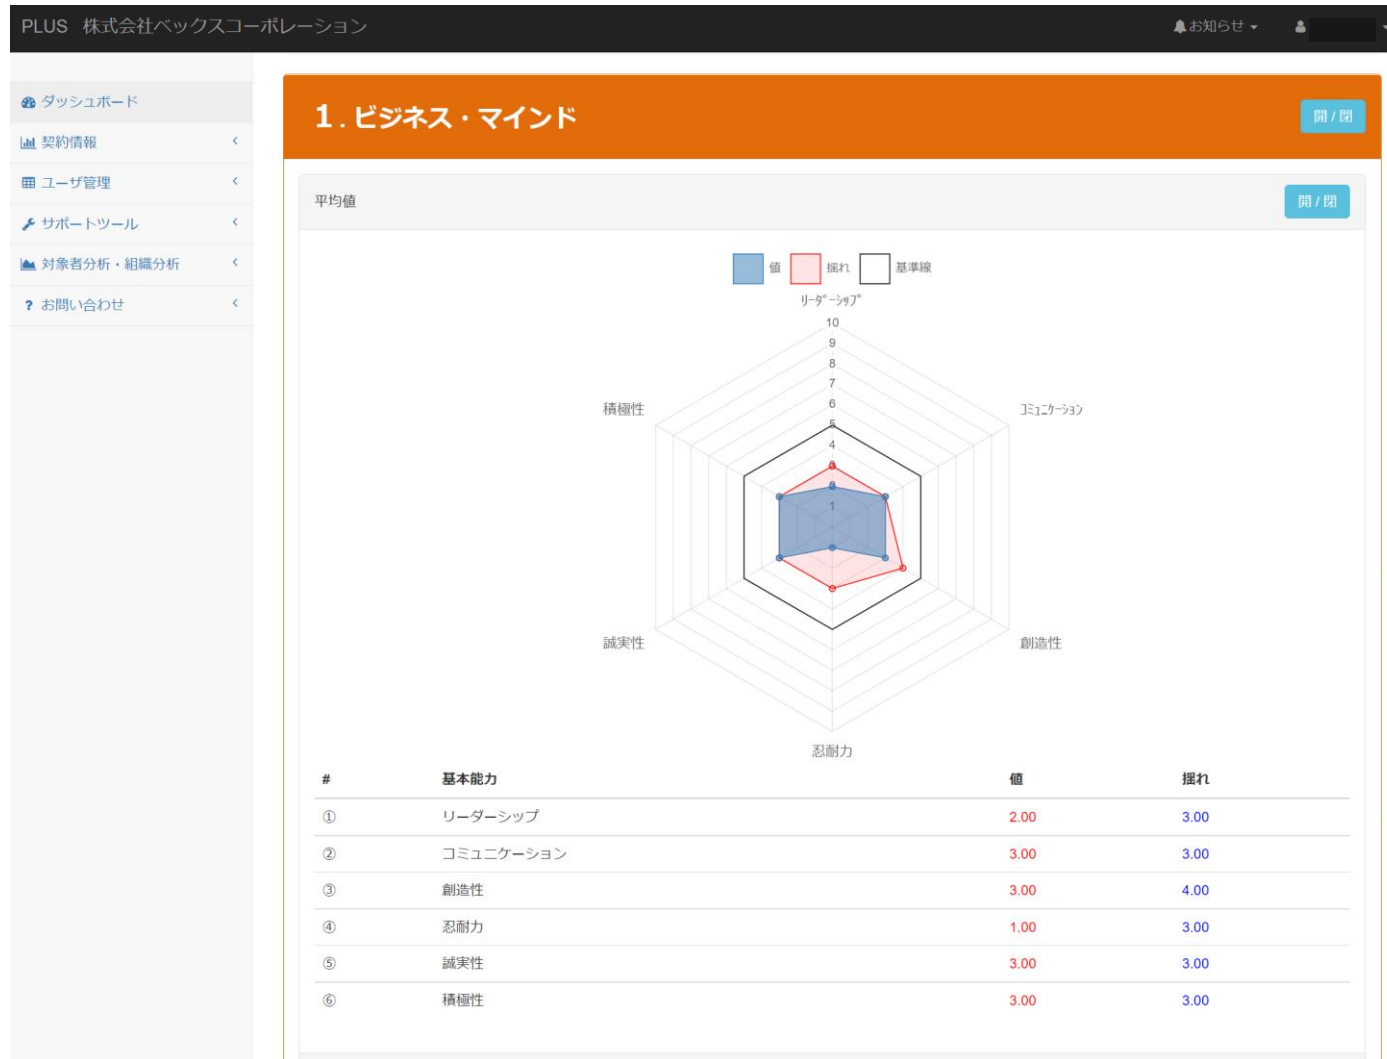 PLUS 株式会社ベックスコーポレーション
お知らせ
ダッシュボード
契約情報
ユーザ管理
サポートツール
対象者分析・組織分析
? お問い合わせ
1. ビジネス・マインド
開 / 閉
平均値
開 / 閉
値 揺れ 基準線
ﾘｰﾀﾞｰｼｯﾌﾟ
10
9
8
7
6
5
4
3
2
1
積極性
ｺﾐｭﾆｹｰｼｮﾝ
誠実性
創造性
忍耐力
# 基本能力 値 揺れ
① リーダーシップ 2.00 3.00
② コミュニケーション 3.00 3.00
③ 創造性 3.00 4.00
④ 忍耐力 1.00 3.00
⑤ 誠実性 3.00 3.00
⑥ 積極性 3.00 3.00